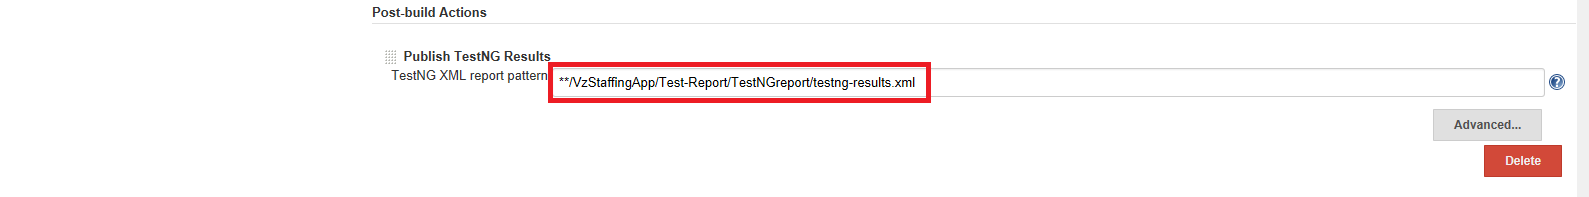 Post-build Actions
Publish TestNG Results
TestNG XML report pattern **/VzStaffingApp/Test-Report/TestNGreport/testng-results.xml ?
Advanced...
Delete